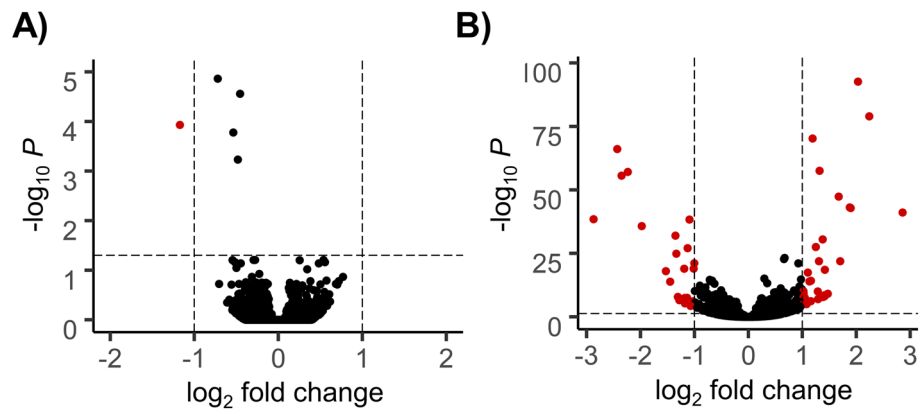 A)
5
4
3
2
1
0
-log₁₀ P
-2 -1 0 1 2
log₂ fold change
B)
100
75
50
25
0
-log₁₀ P
-3 -2 -1 0 1 2 3
log₂ fold change